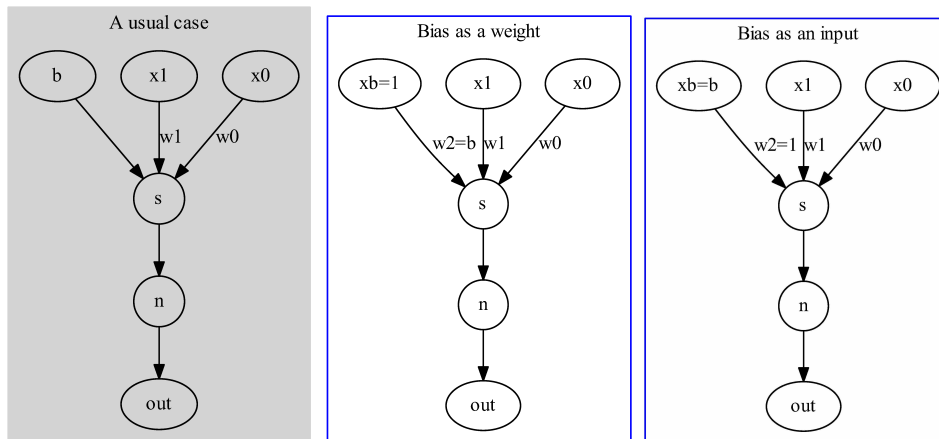 A usual case
b
x1
x0
w1
w0
s
n
out
Bias as a weight
xb=1
x1
x0
w2=b
w1
w0
s
n
out
Bias as an input
xb=b
x1
x0
w2=1
w1
w0
s
n
out